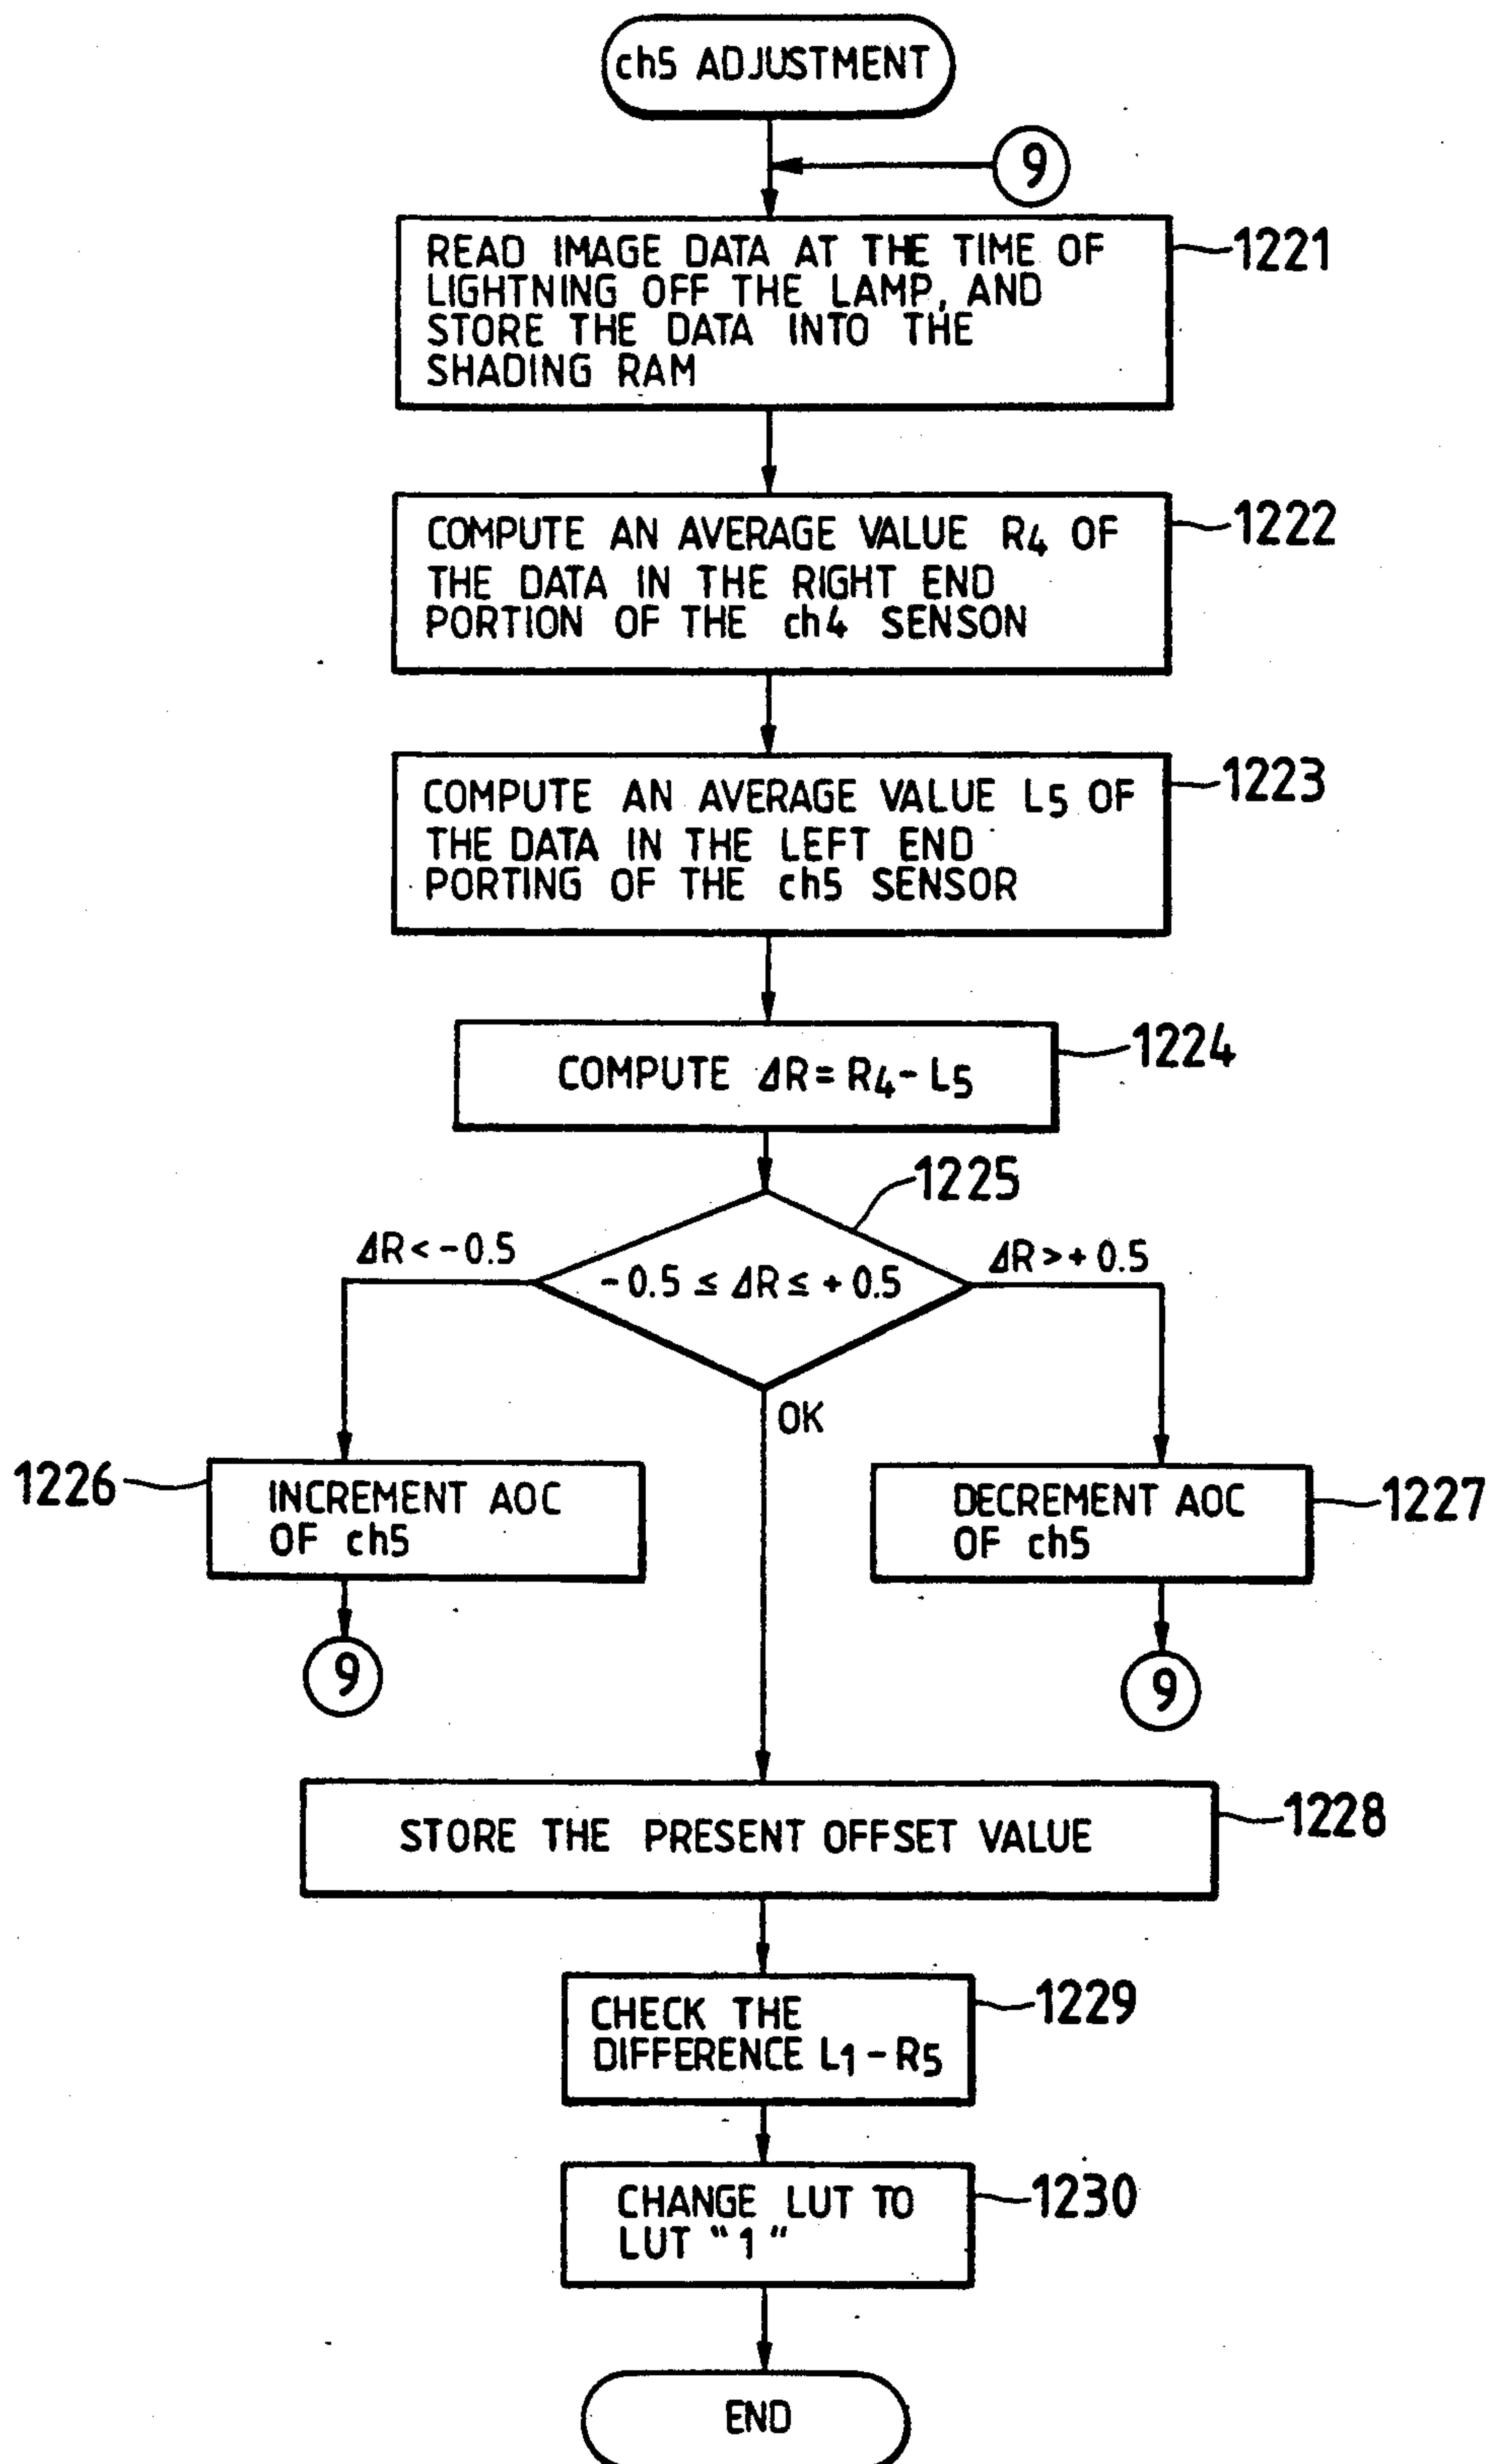 ch5 ADJUSTMENT
9
READ IMAGE DATA AT THE TIME OF
LIGHTNING OFF THE LAMP, AND
STORE THE DATA INTO THE
SHADING RAM
1221
COMPUTE AN AVERAGE VALUE R4 OF
THE DATA IN THE RIGHT END
PORTION OF THE ch4 SENSON
1222
COMPUTE AN AVERAGE VALUE L5 OF
THE DATA IN THE LEFT END
PORTING OF THE ch5 SENSOR
1223
COMPUTE ΔR = R4 - L5
1224
1225
ΔR < -0.5
-0.5 ≤ ΔR ≤ +0.5
ΔR > +0.5
OK
1226
INCREMENT AOC
OF ch5
DECREMENT AOC
OF ch5
1227
9
9
STORE THE PRESENT OFFSET VALUE
1228
CHECK THE
DIFFERENCE L1 - R5
1229
CHANGE LUT TO
LUT "1"
1230
END